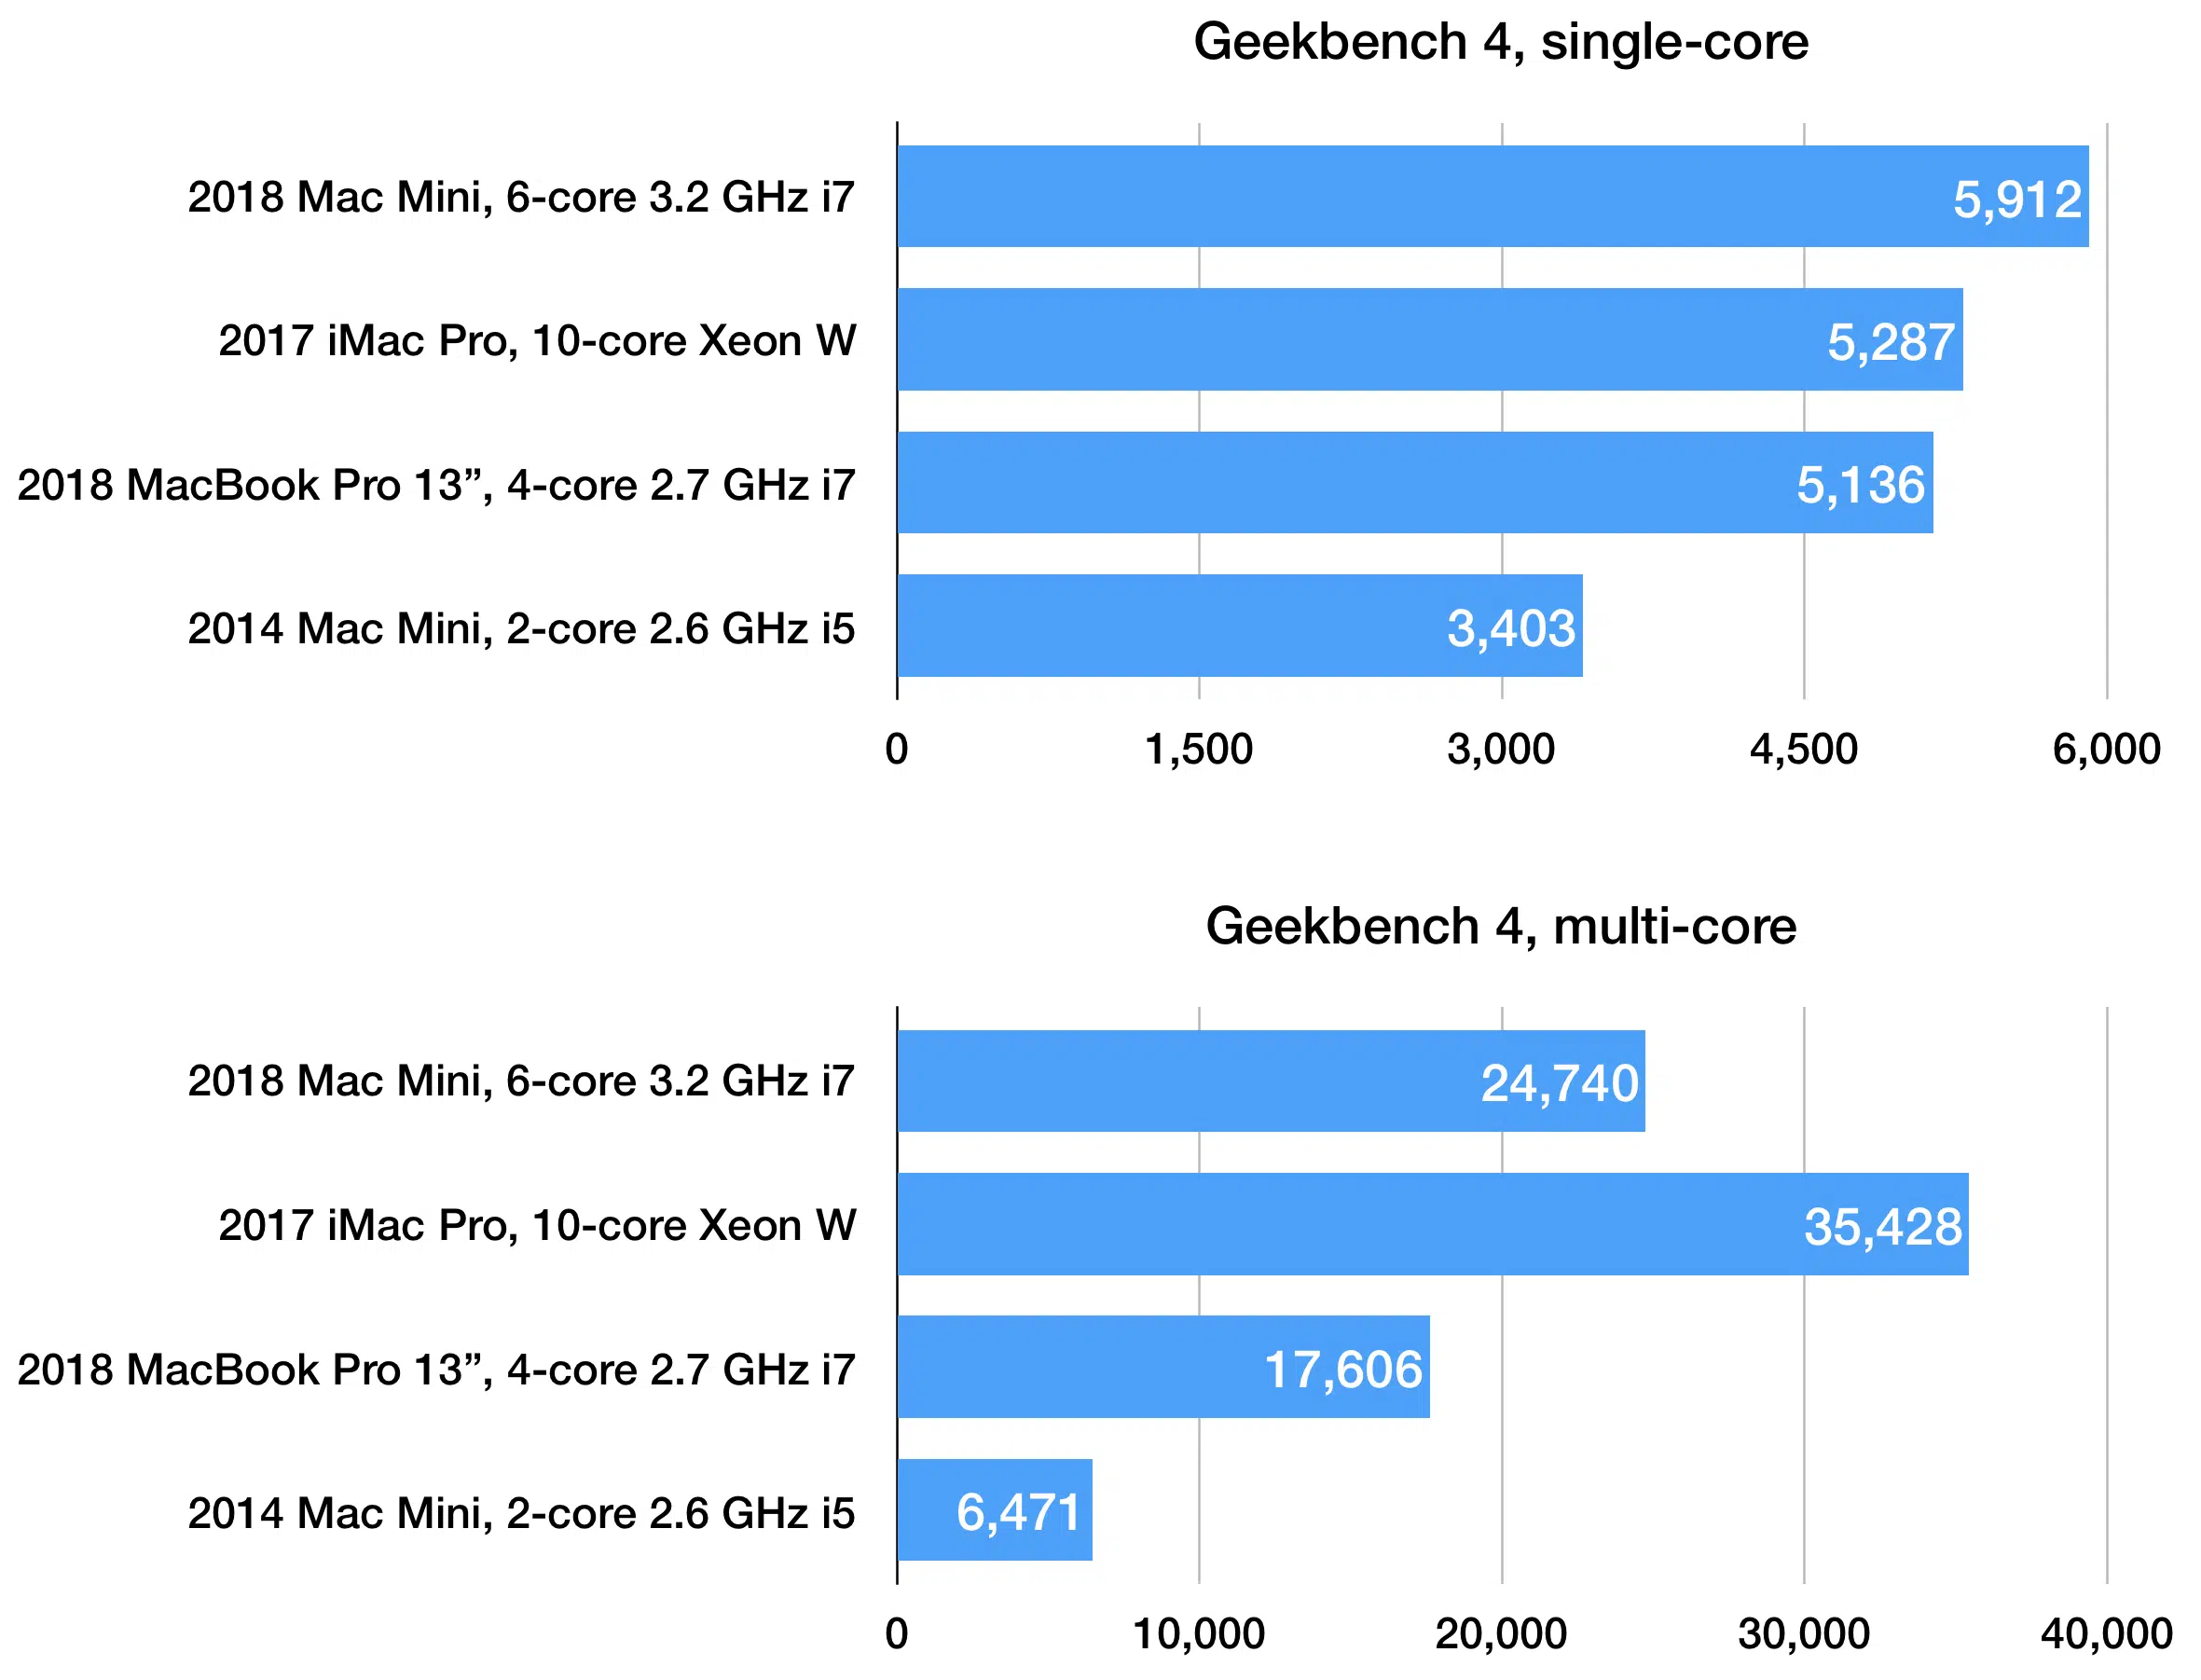 Geekbench 4, single-core
2018 Mac Mini, 6-core 3.2 GHz i7
5,912
2017 iMac Pro, 10-core Xeon W
5,287
2018 MacBook Pro 13”, 4-core 2.7 GHz i7
5,136
2014 Mac Mini, 2-core 2.6 GHz i5
3,403
0 1,500 3,000 4,500 6,000
Geekbench 4, multi-core
2018 Mac Mini, 6-core 3.2 GHz i7
24,740
2017 iMac Pro, 10-core Xeon W
35,428
2018 MacBook Pro 13”, 4-core 2.7 GHz i7
17,606
2014 Mac Mini, 2-core 2.6 GHz i5
6,471
0 10,000 20,000 30,000 40,000